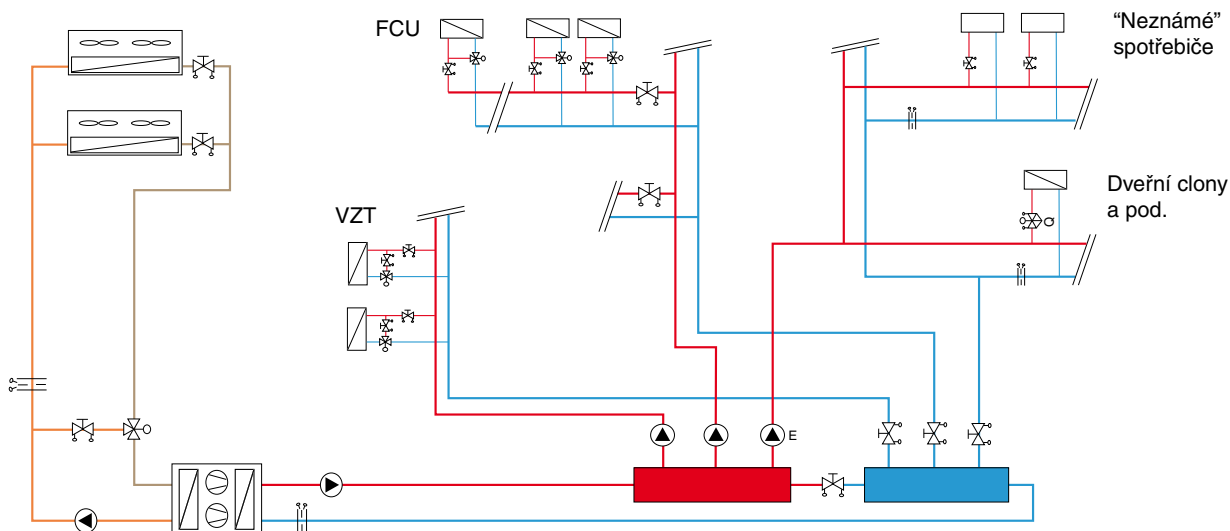 FCU
“Neznámé”
spotřebiče
Dveřní clony
a pod.
VZT
E